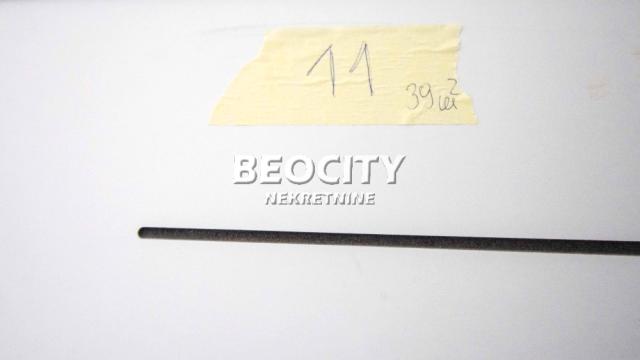 11
39m²
BEOCITY
NEKRETNINE